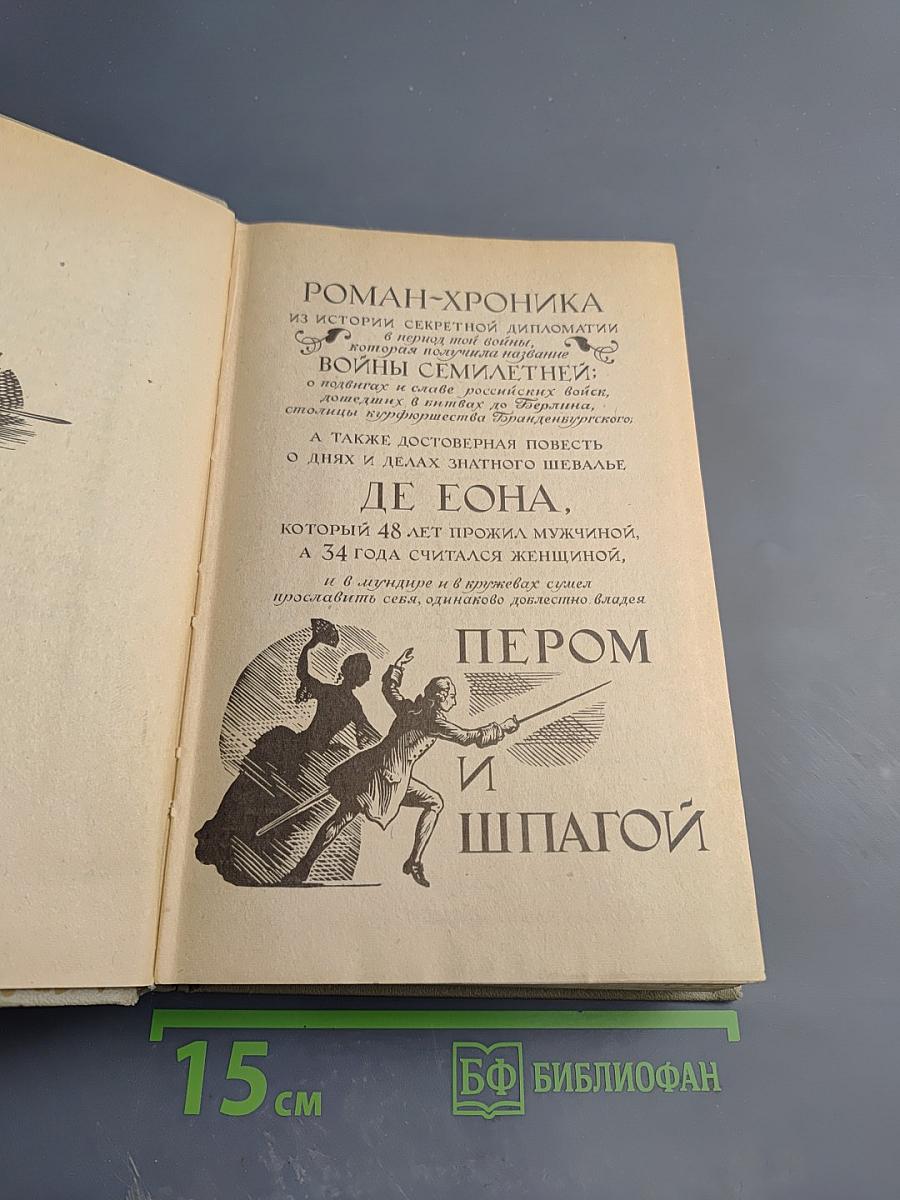 РОМАН-ХРОНИКА
ИЗ ИСТОРИИ СЕКРЕТНОЙ ДИПЛОМАТИИ
в период той войны,
которая получила название
ВОЙНЫ СЕМИЛЕТНЕЙ;
о подвигах и славе российских войск,
дошедших в битвах до Берлина,
столицы курфюршества Бранденбургского;
А ТАКЖЕ ДОСТОВЕРНАЯ ПОВЕСТЬ
О ДНЯХ И ДЕЛАХ ЗНАТНОГО ШЕВАЛЬЕ
ДЕ ЕОНА,
КОТОРЫЙ 48 ЛЕТ ПРОЖИЛ МУЖЧИНОЙ,
А 34 ГОДА СЧИТАЛСЯ ЖЕНЩИНОЙ,
и в мундире и в кружевах сумел
прославить себя, одинаково доблестно владея
ПЕРОМ
И
ШПАГОЙ
15 см
БФ БИБЛИОФАН